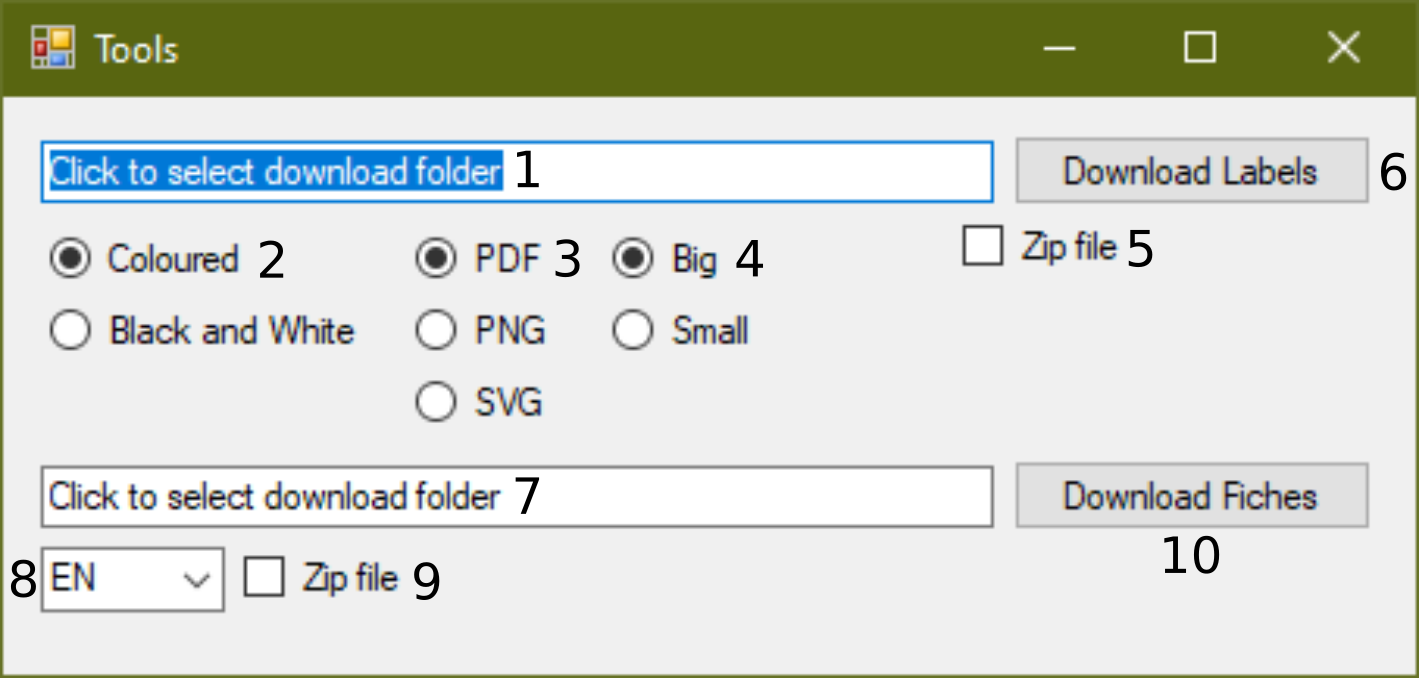 Tools
Click to select download folder 1
Download Labels 6
Coloured 2 PDF 3 Big 4 Zip file 5
Black and White PNG Small
SVG
Click to select download folder 7
Download Fiches
10
8 EN Zip file 9